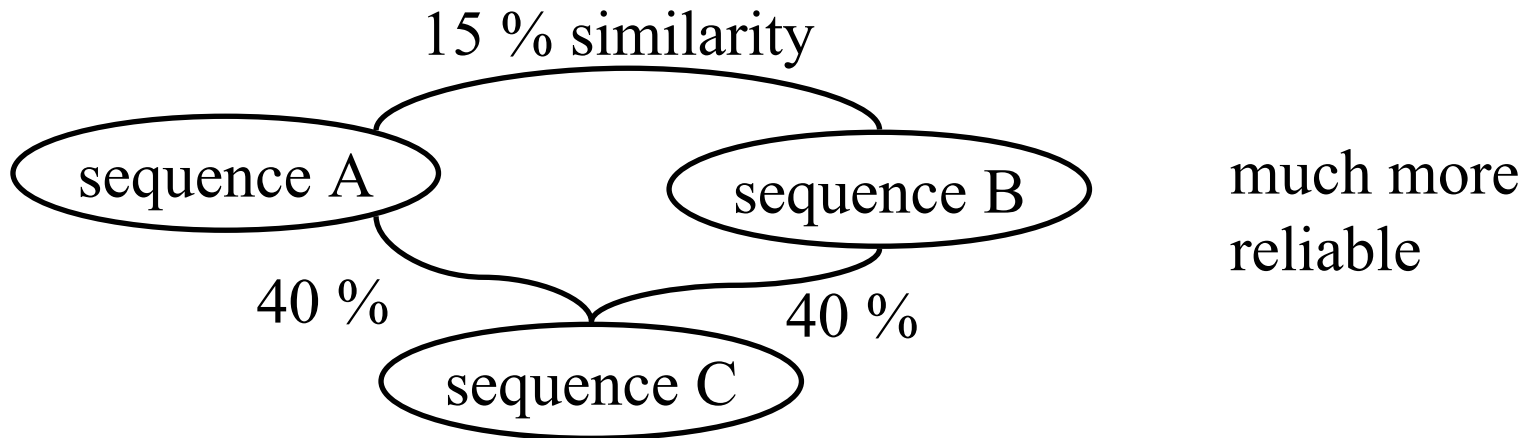 15 % similarity
sequence A
sequence B
much more
reliable
40 %
40 %
sequence C